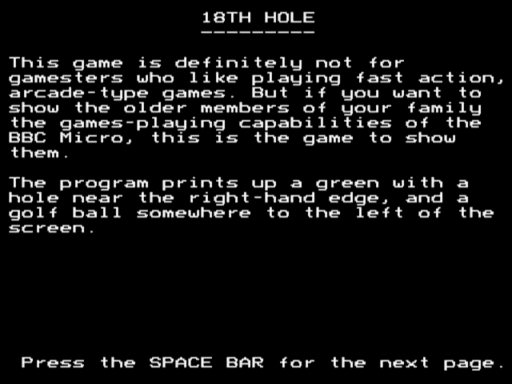 18TH HOLE
This game is definitely not for
gamesters who like playing fast action,
arcade-type games. But if you want to
show the older members of your family
the games-playing capabilities of the
BBC Micro, this is the game to show
them.
The program prints up a green with a
hole near the right-hand edge, and a
golf ball somewhere to the left of the
screen.
Press the SPACE BAR for the next page.